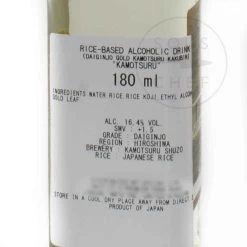 RICE-BASED ALCOHOLIC DRINK
(DAIGINJO GOLD KAMOTSURU KAKUBIN)
"KAMOTSURU"
180 ml
INGREDIENTS:WATER,RICE,RICE KOJI,ETHYL ALCOHOL
GOLD LEAF
ALC. 16.4% VOL.
SMV : +1.5
GRADE : DAIGINJO
REGION : HIROSHIMA
BREWERY : KAMOTSURU SHUZO
RICE : JAPANESE RICE
STORE IN A COOL DRY PLACE AWAY FROM DIRECT
PRODUCT OF JAPAN